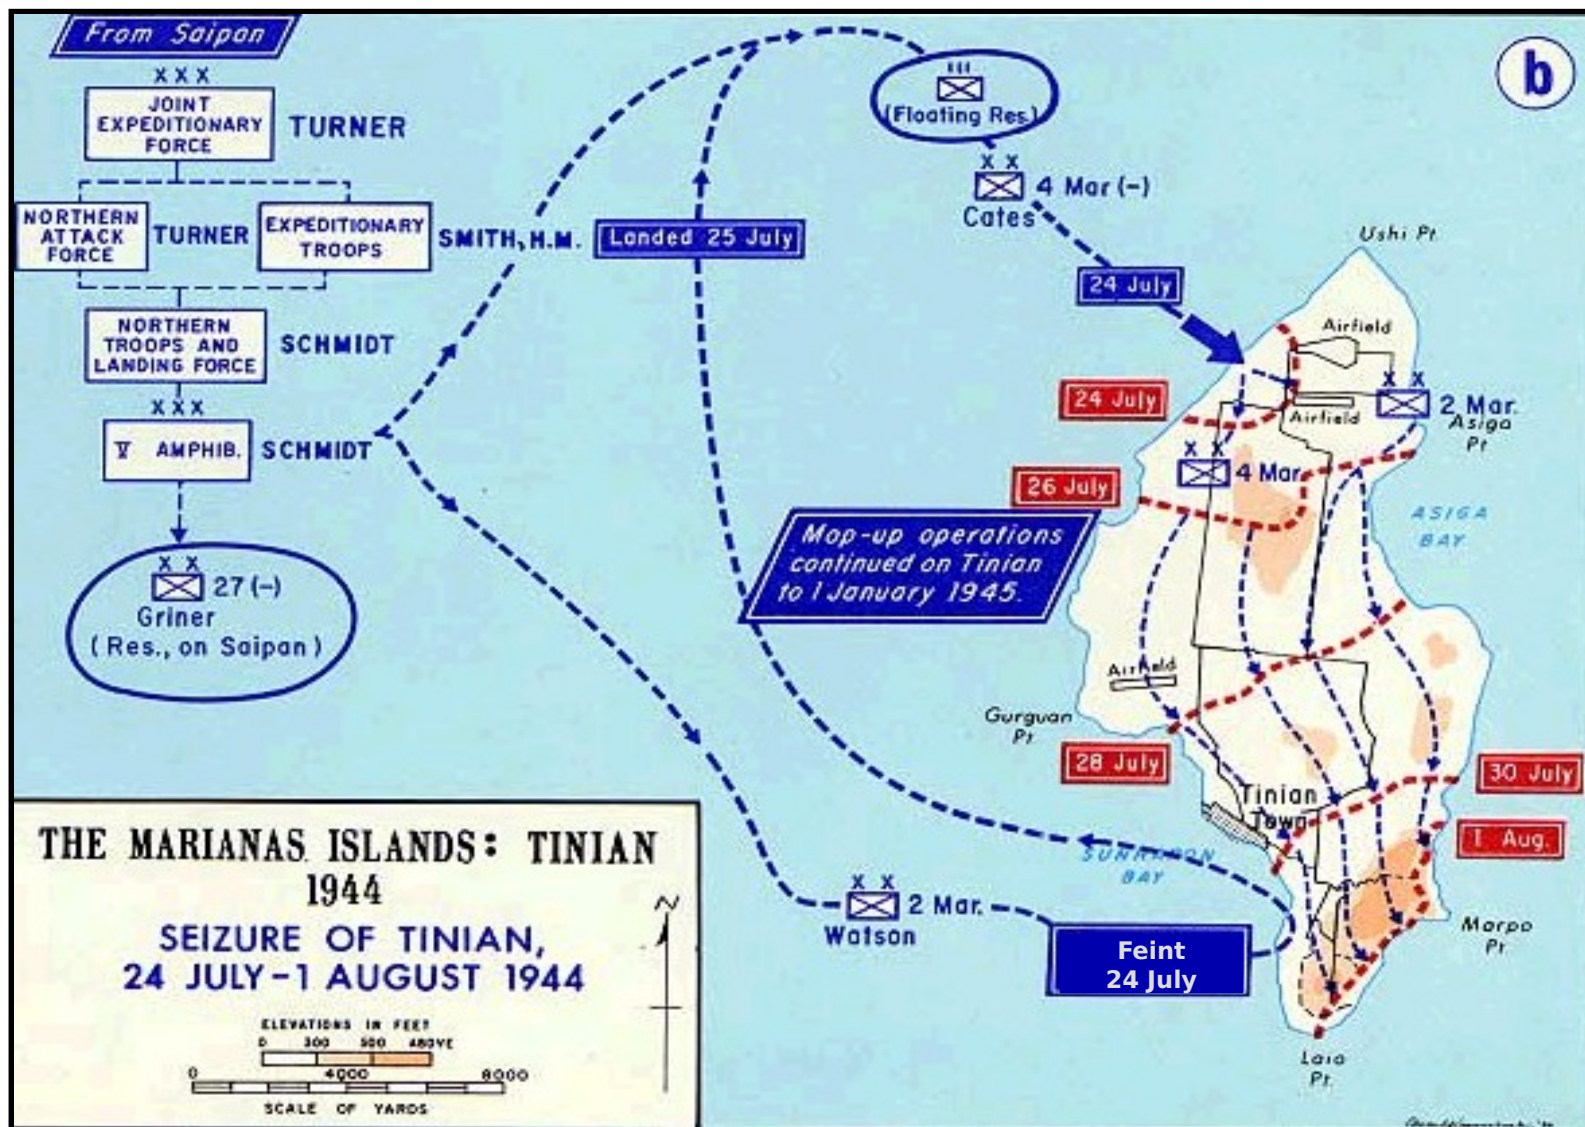 From Saipan
XXX
JOINT
EXPEDITIONARY
FORCE
TURNER
NORTHERN
ATTACK
FORCE
TURNER
EXPEDITIONARY
TROOPS
SMITH, H.M.
NORTHERN
TROOPS AND
LANDING FORCE
SCHMIDT
XXX
V AMPHIB.
SCHMIDT
XX
27 (-)
Griner
(Res., on Saipan)
Landed 25 July
III
(Floating Res.)
XX
4 Mar (-)
Cates
24 July
b
Ushi Pt.
Airfield
Airfield
XX
2 Mar.
Asiga
Pt
24 July
XX
4 Mar.
26 July
ASIGA
BAY
Mop-up operations
continued on Tinian
to 1 January 1945.
Airfield
Gurguan
Pt.
28 July
30 July
Tinian
Town
1 Aug.
SUNHARON
BAY
XX
2 Mar.
Watson
Feint
24 July
Marpo
Pt.
Lalo
Pt.
THE MARIANAS ISLANDS: TINIAN
1944
SEIZURE OF TINIAN,
24 JULY-1 AUGUST 1944
N
ELEVATIONS IN FEET
0 300 500
0 4000 8000
SCALE OF YARDS